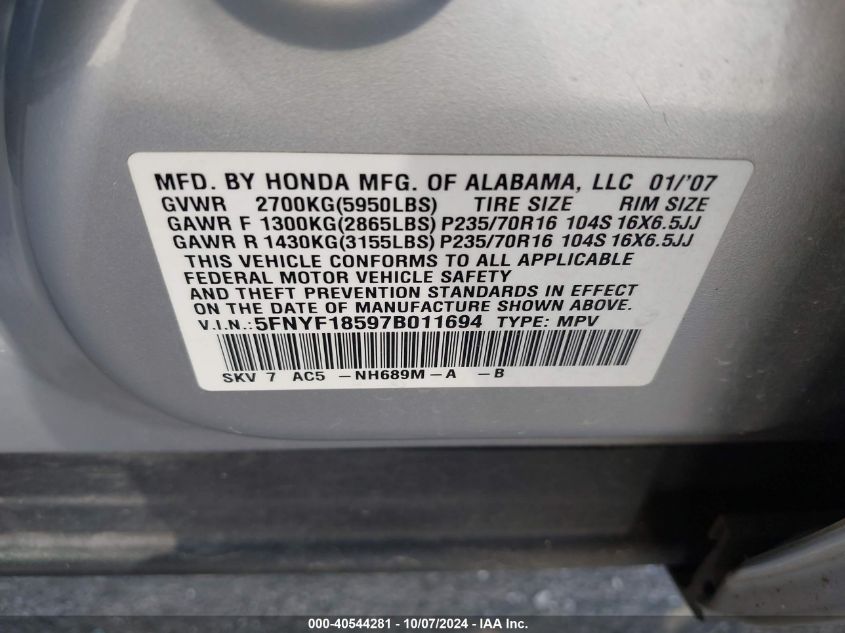 MFD. BY HONDA MFG. OF ALABAMA, LLC 01/'07
GVWR 2700KG(5950LBS) TIRE SIZE RIM SIZE
GAWR F 1300KG(2865LBS) P235/70R16 104S 16X6.5JJ
GAWR R 1430KG(3155LBS) P235/70R16 104S 16X6.5JJ
THIS VEHICLE CONFORMS TO ALL APPLICABLE
FEDERAL MOTOR VEHICLE SAFETY
AND THEFT PREVENTION STANDARDS IN EFFECT
ON THE DATE OF MANUFACTURE SHOWN ABOVE.
V.I.N.:5FNYF18597B011694 TYPE: MPV
SKV 7 AC5 -NH689M-A -B
000-40544281 - 10/07/2024 - IAA Inc.